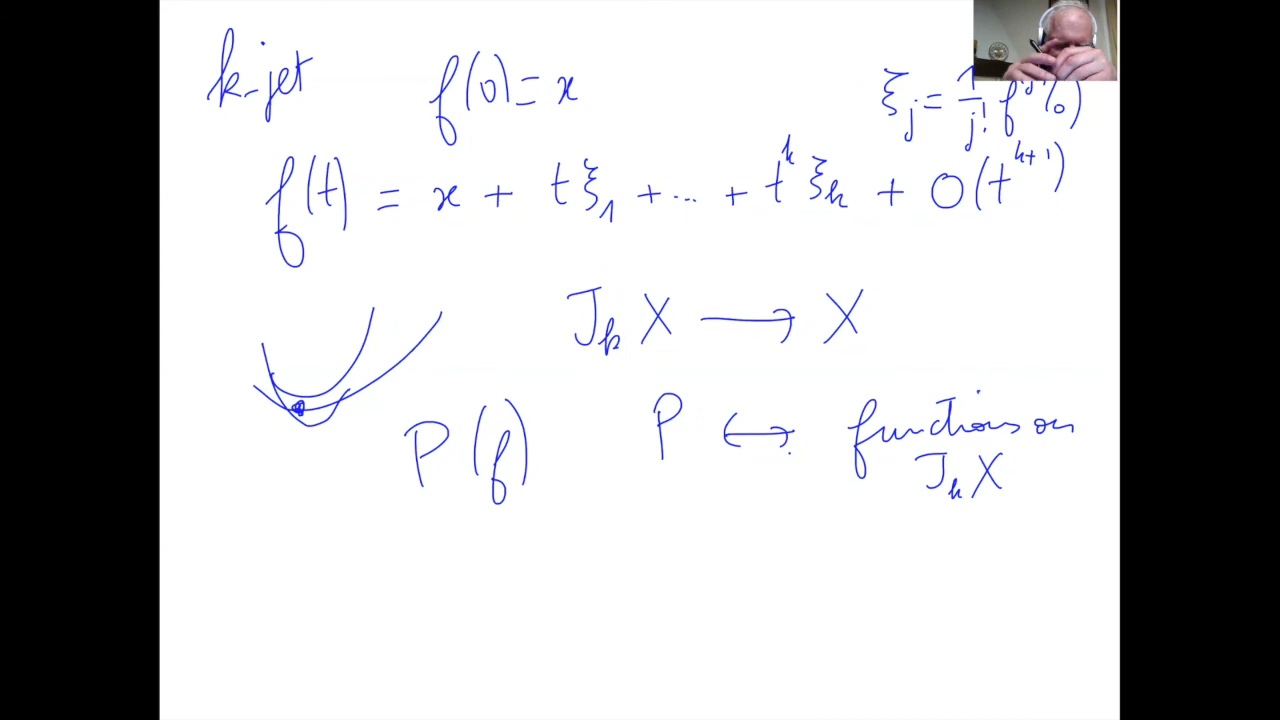 k-jet f(0) = x ξ_j = 1/j! f^(j)(0)
f(t) = x + tξ_1 + ... + t^k ξ_k + O(t^{k+1})
J_k X → X
P(f) P ↔ functions on
J_k X